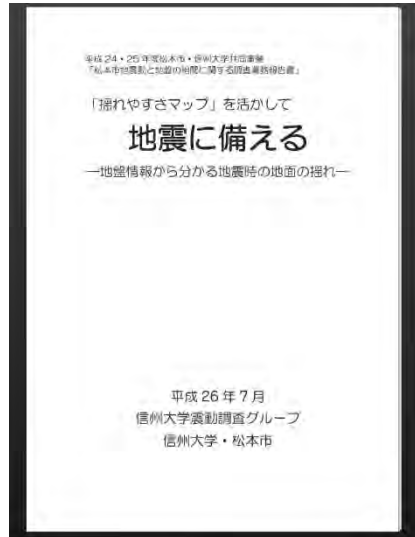 平成24・25年度松本市・信州大学共同事業
「松本市地震動と地盤の相関に関する調査業務報告書」
「揺れやすさマップ」を活かして
地震に備える
―地盤情報から分かる地震時の地面の揺れ―
平成26年7月
信州大学震動調査グループ
信州大学・松本市